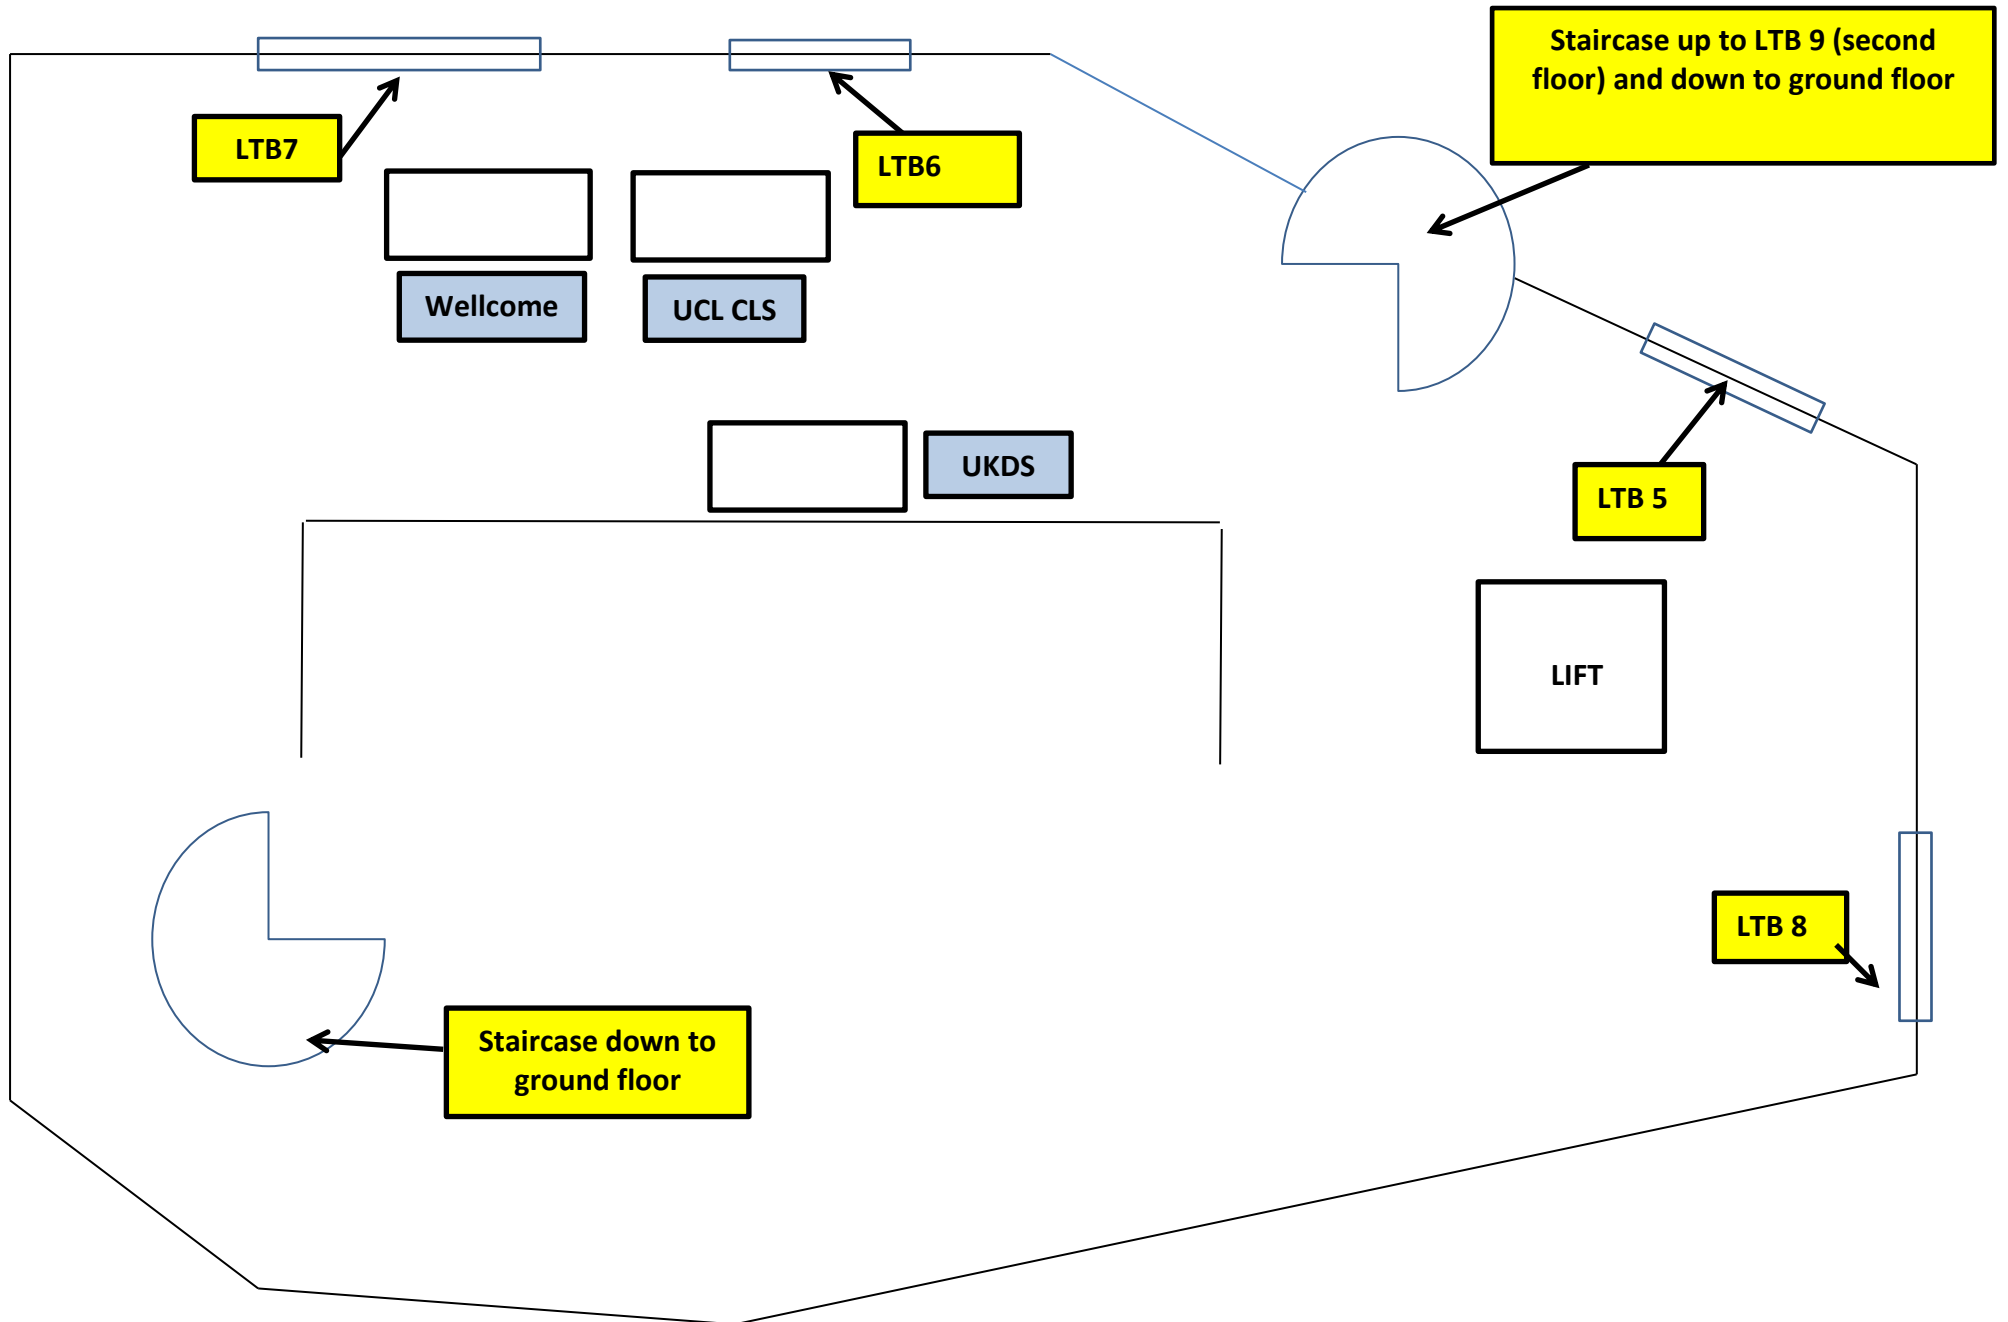 Staircase up to LTB 9 (second
floor) and down to ground floor
LTB7
LTB6
Wellcome
UCL CLS
UKDS
LTB 5
LIFT
LTB 8
Staircase down to
ground floor